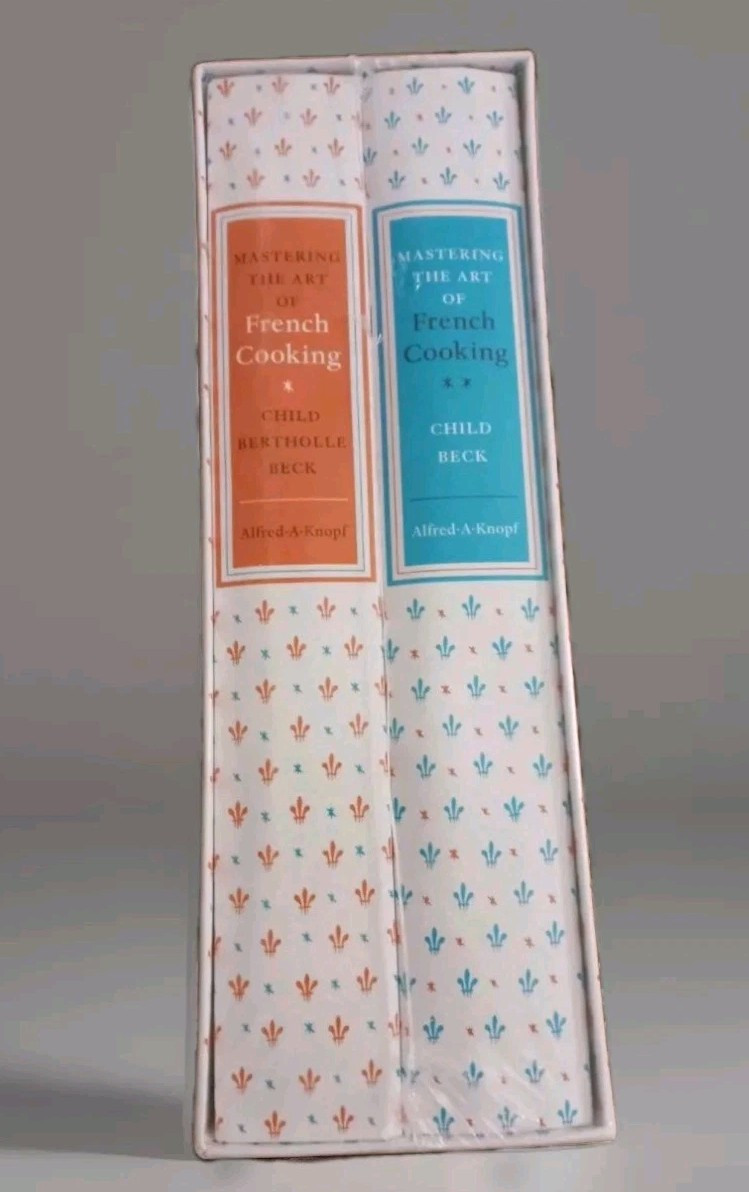 MASTERING
THE ART
OF
French
Cooking
*
CHILD
BERTHOLLE
BECK
Alfred·A·Knopf
MASTERING
THE ART
OF
French
Cooking
* *
CHILD
BECK
Alfred·A·Knopf